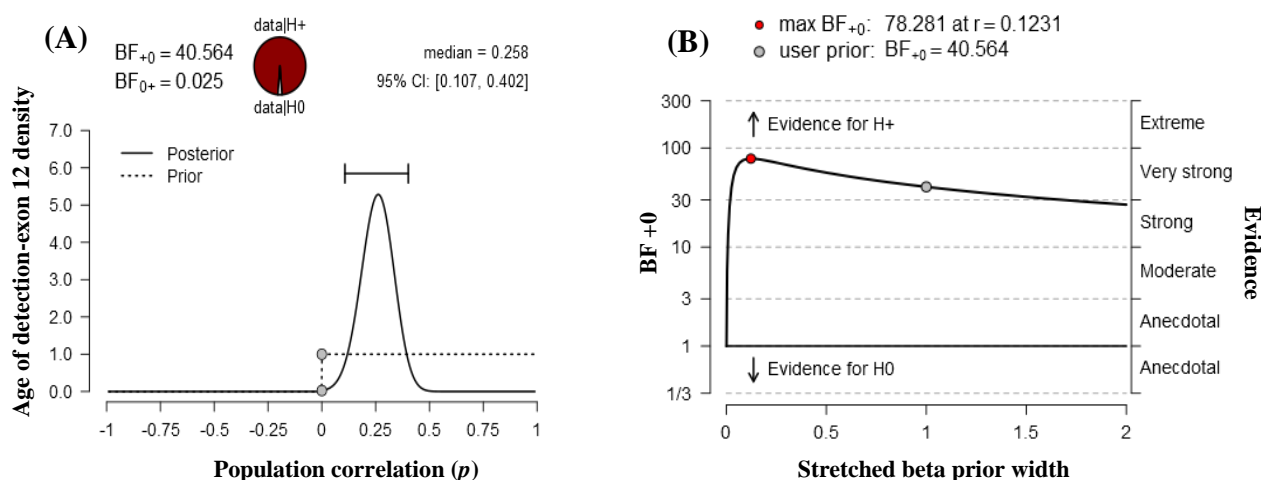 (A)
data|H+
BF+0 = 40.564
BF0+ = 0.025
data|H0
median = 0.258
95% CI: [0.107, 0.402]
Age of detection-exon 12 density
7.0
6.0
5.0
4.0
3.0
2.0
1.0
0.0
Posterior
Prior
-1 -0.75 -0.5 -0.25 0 0.25 0.5 0.75 1
Population correlation (p)
(B)
max BF+0: 78.281 at r = 0.1231
user prior: BF+0 = 40.564
BF +0
300
100
30
10
3
1
1/3
Evidence for H+
Evidence for H0
Extreme
Very strong
Strong
Moderate
Anecdotal
Anecdotal
Evidence
0 0.5 1 1.5 2
Stretched beta prior width